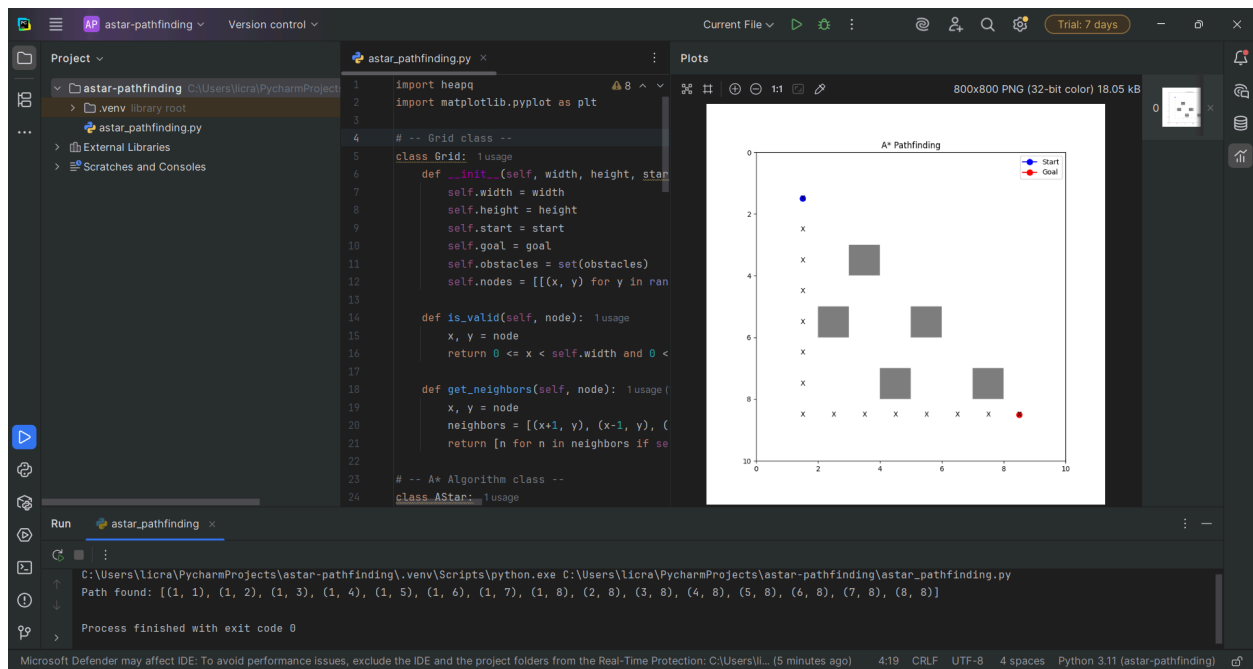 AP astar-pathfinding Version control Current File Trial: 7 days
Project
astar-pathfinding C:\Users\licra\PycharmProject
.venv library root
astar_pathfinding.py
External Libraries
Scratches and Consoles
astar_pathfinding.py
8
1 import heapq
2 import matplotlib.pyplot as plt
3
4 # -- Grid class --
5 class Grid: 1 usage
6 def __init__(self, width, height, star
7 self.width = width
8 self.height = height
9 self.start = start
10 self.goal = goal
11 self.obstacles = set(obstacles)
12 self.nodes = [[(x, y) for y in ran
13
14 def is_valid(self, node): 1 usage
15 x, y = node
16 return 0 <= x < self.width and 0 <
17
18 def get_neighbors(self, node): 1 usage (
19 x, y = node
20 neighbors = [(x+1, y), (x-1, y), (
21 return [n for n in neighbors if se
22
23 # -- A* Algorithm class --
24 class AStar: 1 usage
Plots
1:1 800x800 PNG (32-bit color) 18.05 kB
0
A* Pathfinding
Start
Goal
0
2
4
6
8
10
0 2 4 6 8 10
Run astar_pathfinding
C:\Users\licra\PycharmProjects\astar-pathfinding\.venv\Scripts\python.exe C:\Users\licra\PycharmProjects\astar-pathfinding\astar_pathfinding.py
Path found: [(1, 1), (1, 2), (1, 3), (1, 4), (1, 5), (1, 6), (1, 7), (1, 8), (2, 8), (3, 8), (4, 8), (5, 8), (6, 8), (7, 8), (8, 8)]
Process finished with exit code 0
Microsoft Defender may affect IDE: To avoid performance issues, exclude the IDE and the project folders from the Real-Time Protection: C:\Users\li... (5 minutes ago) 4:19 CRLF UTF-8 4 spaces Python 3.11 (astar-pathfinding)